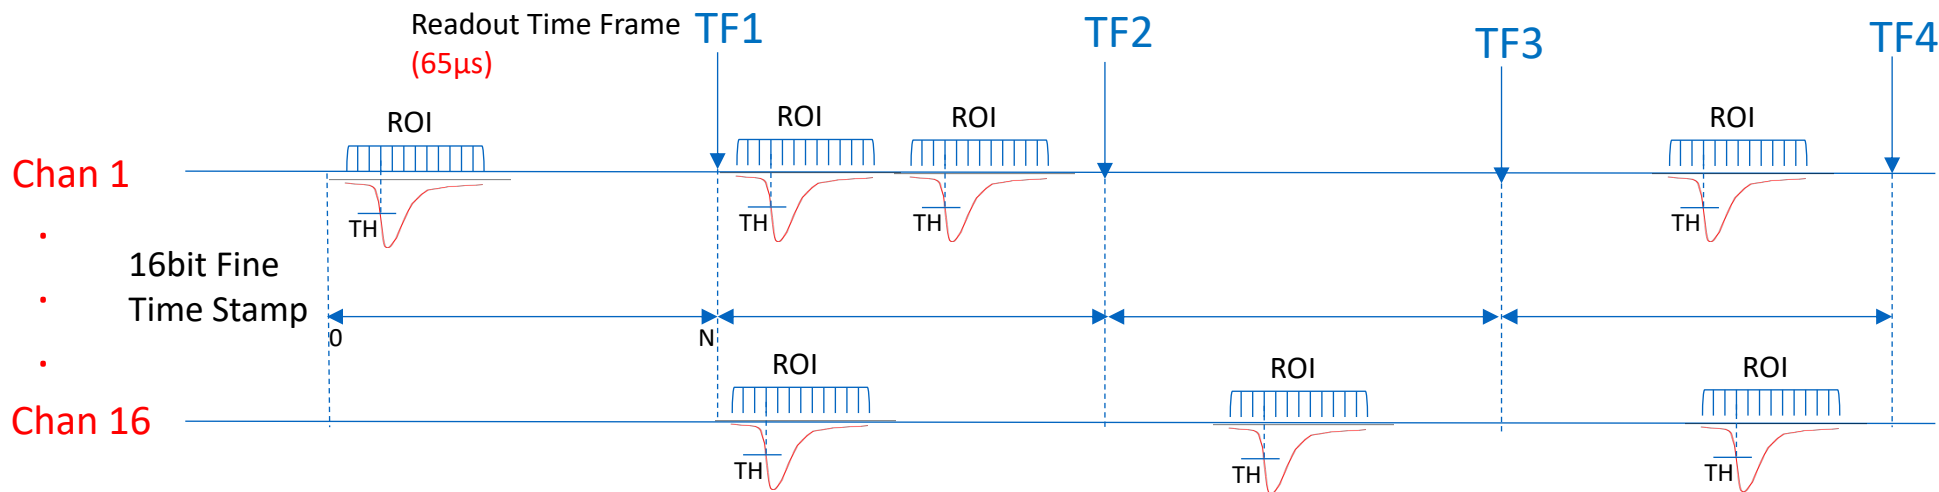 Readout Time Frame
(65µs)
TF1
TF2
TF3
TF4
ROI
ROI
ROI
ROI
Chan 1
TH
TH
TH
TH
.
.
.
16bit Fine
Time Stamp
0
N
ROI
ROI
ROI
Chan 16
TH
TH
TH